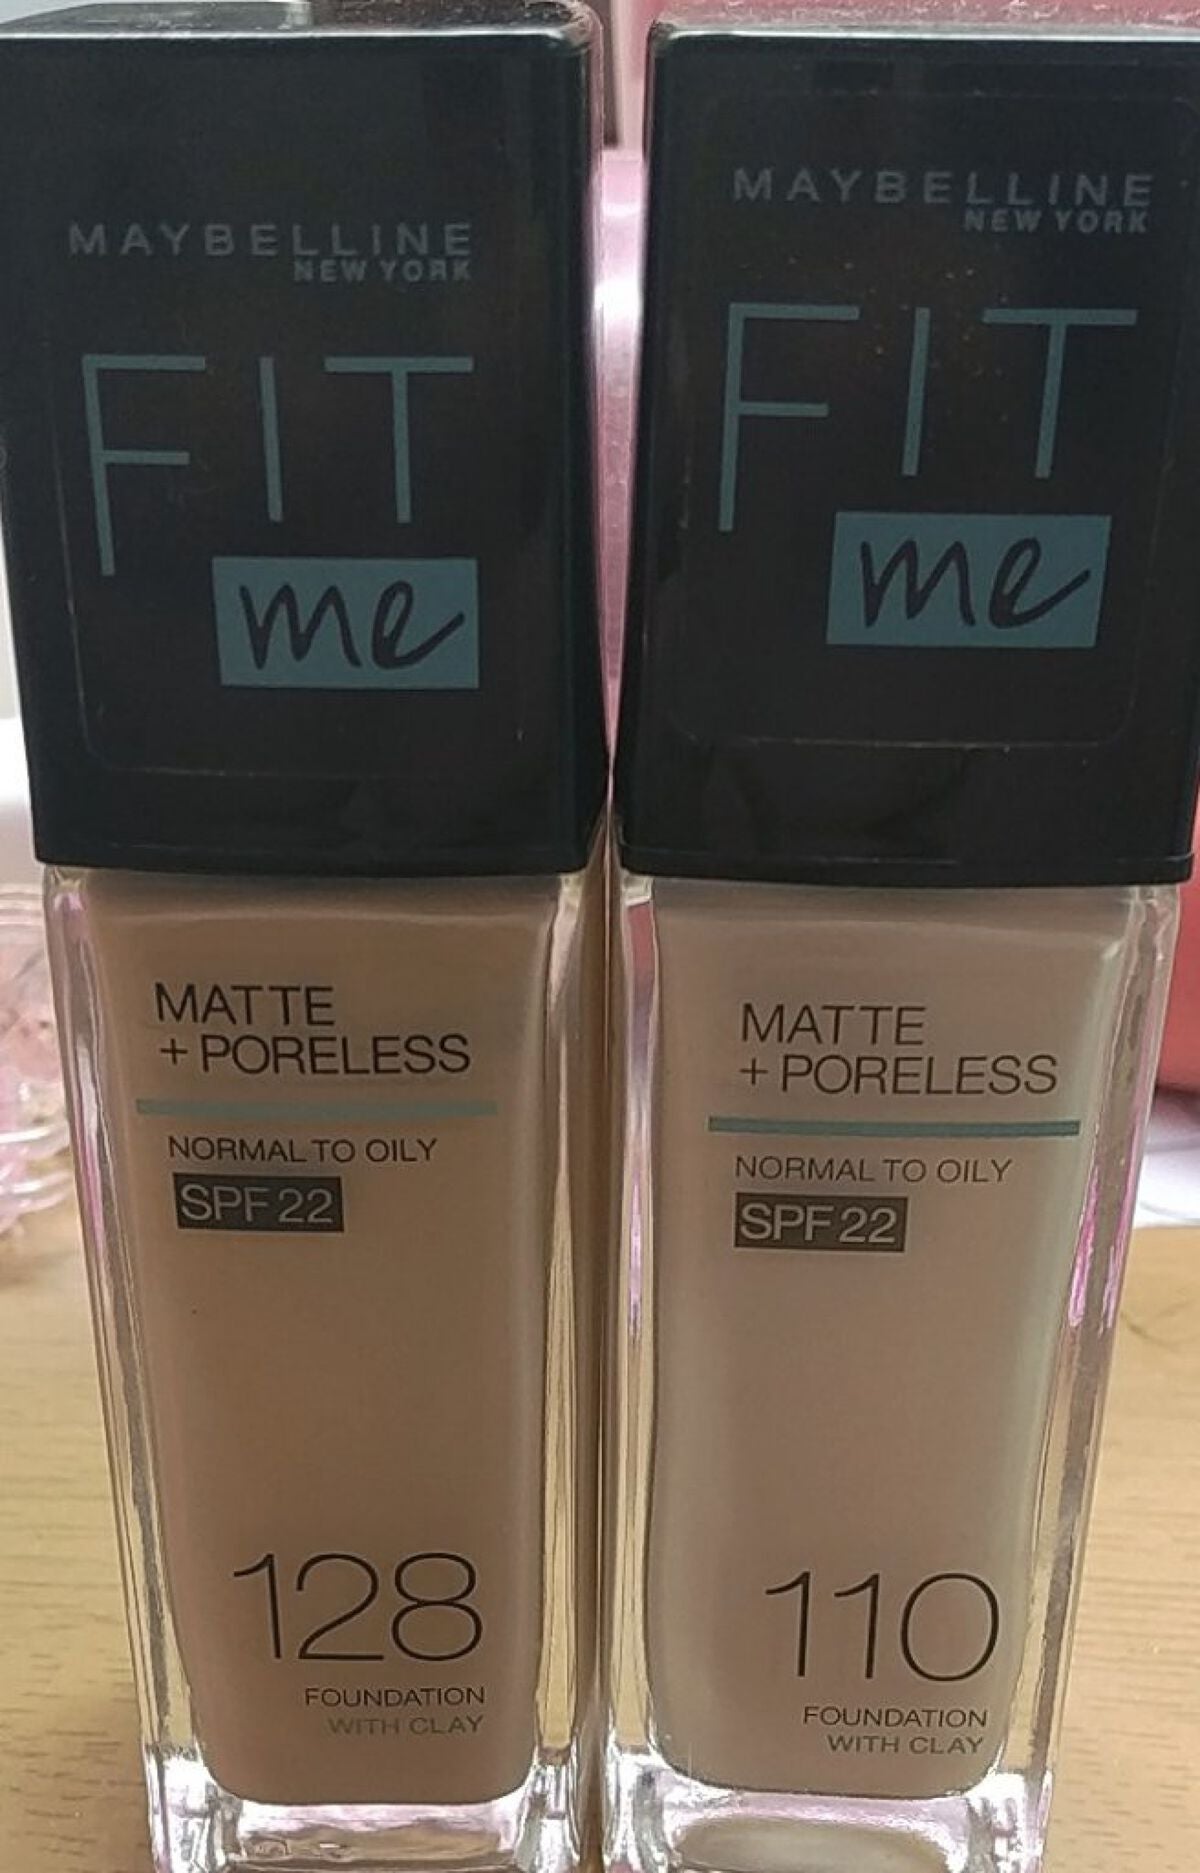 MAYBELLINE
NEW YORK
FIT
me
MATTE
+ PORELESS
NORMAL TO OILY
SPF 22
128
FOUNDATION
WITH CLAY
MAYBELLINE
NEW YORK
FIT
me
MATTE
+ PORELESS
NORMAL TO OILY
SPF 22
110
FOUNDATION
WITH CLAY